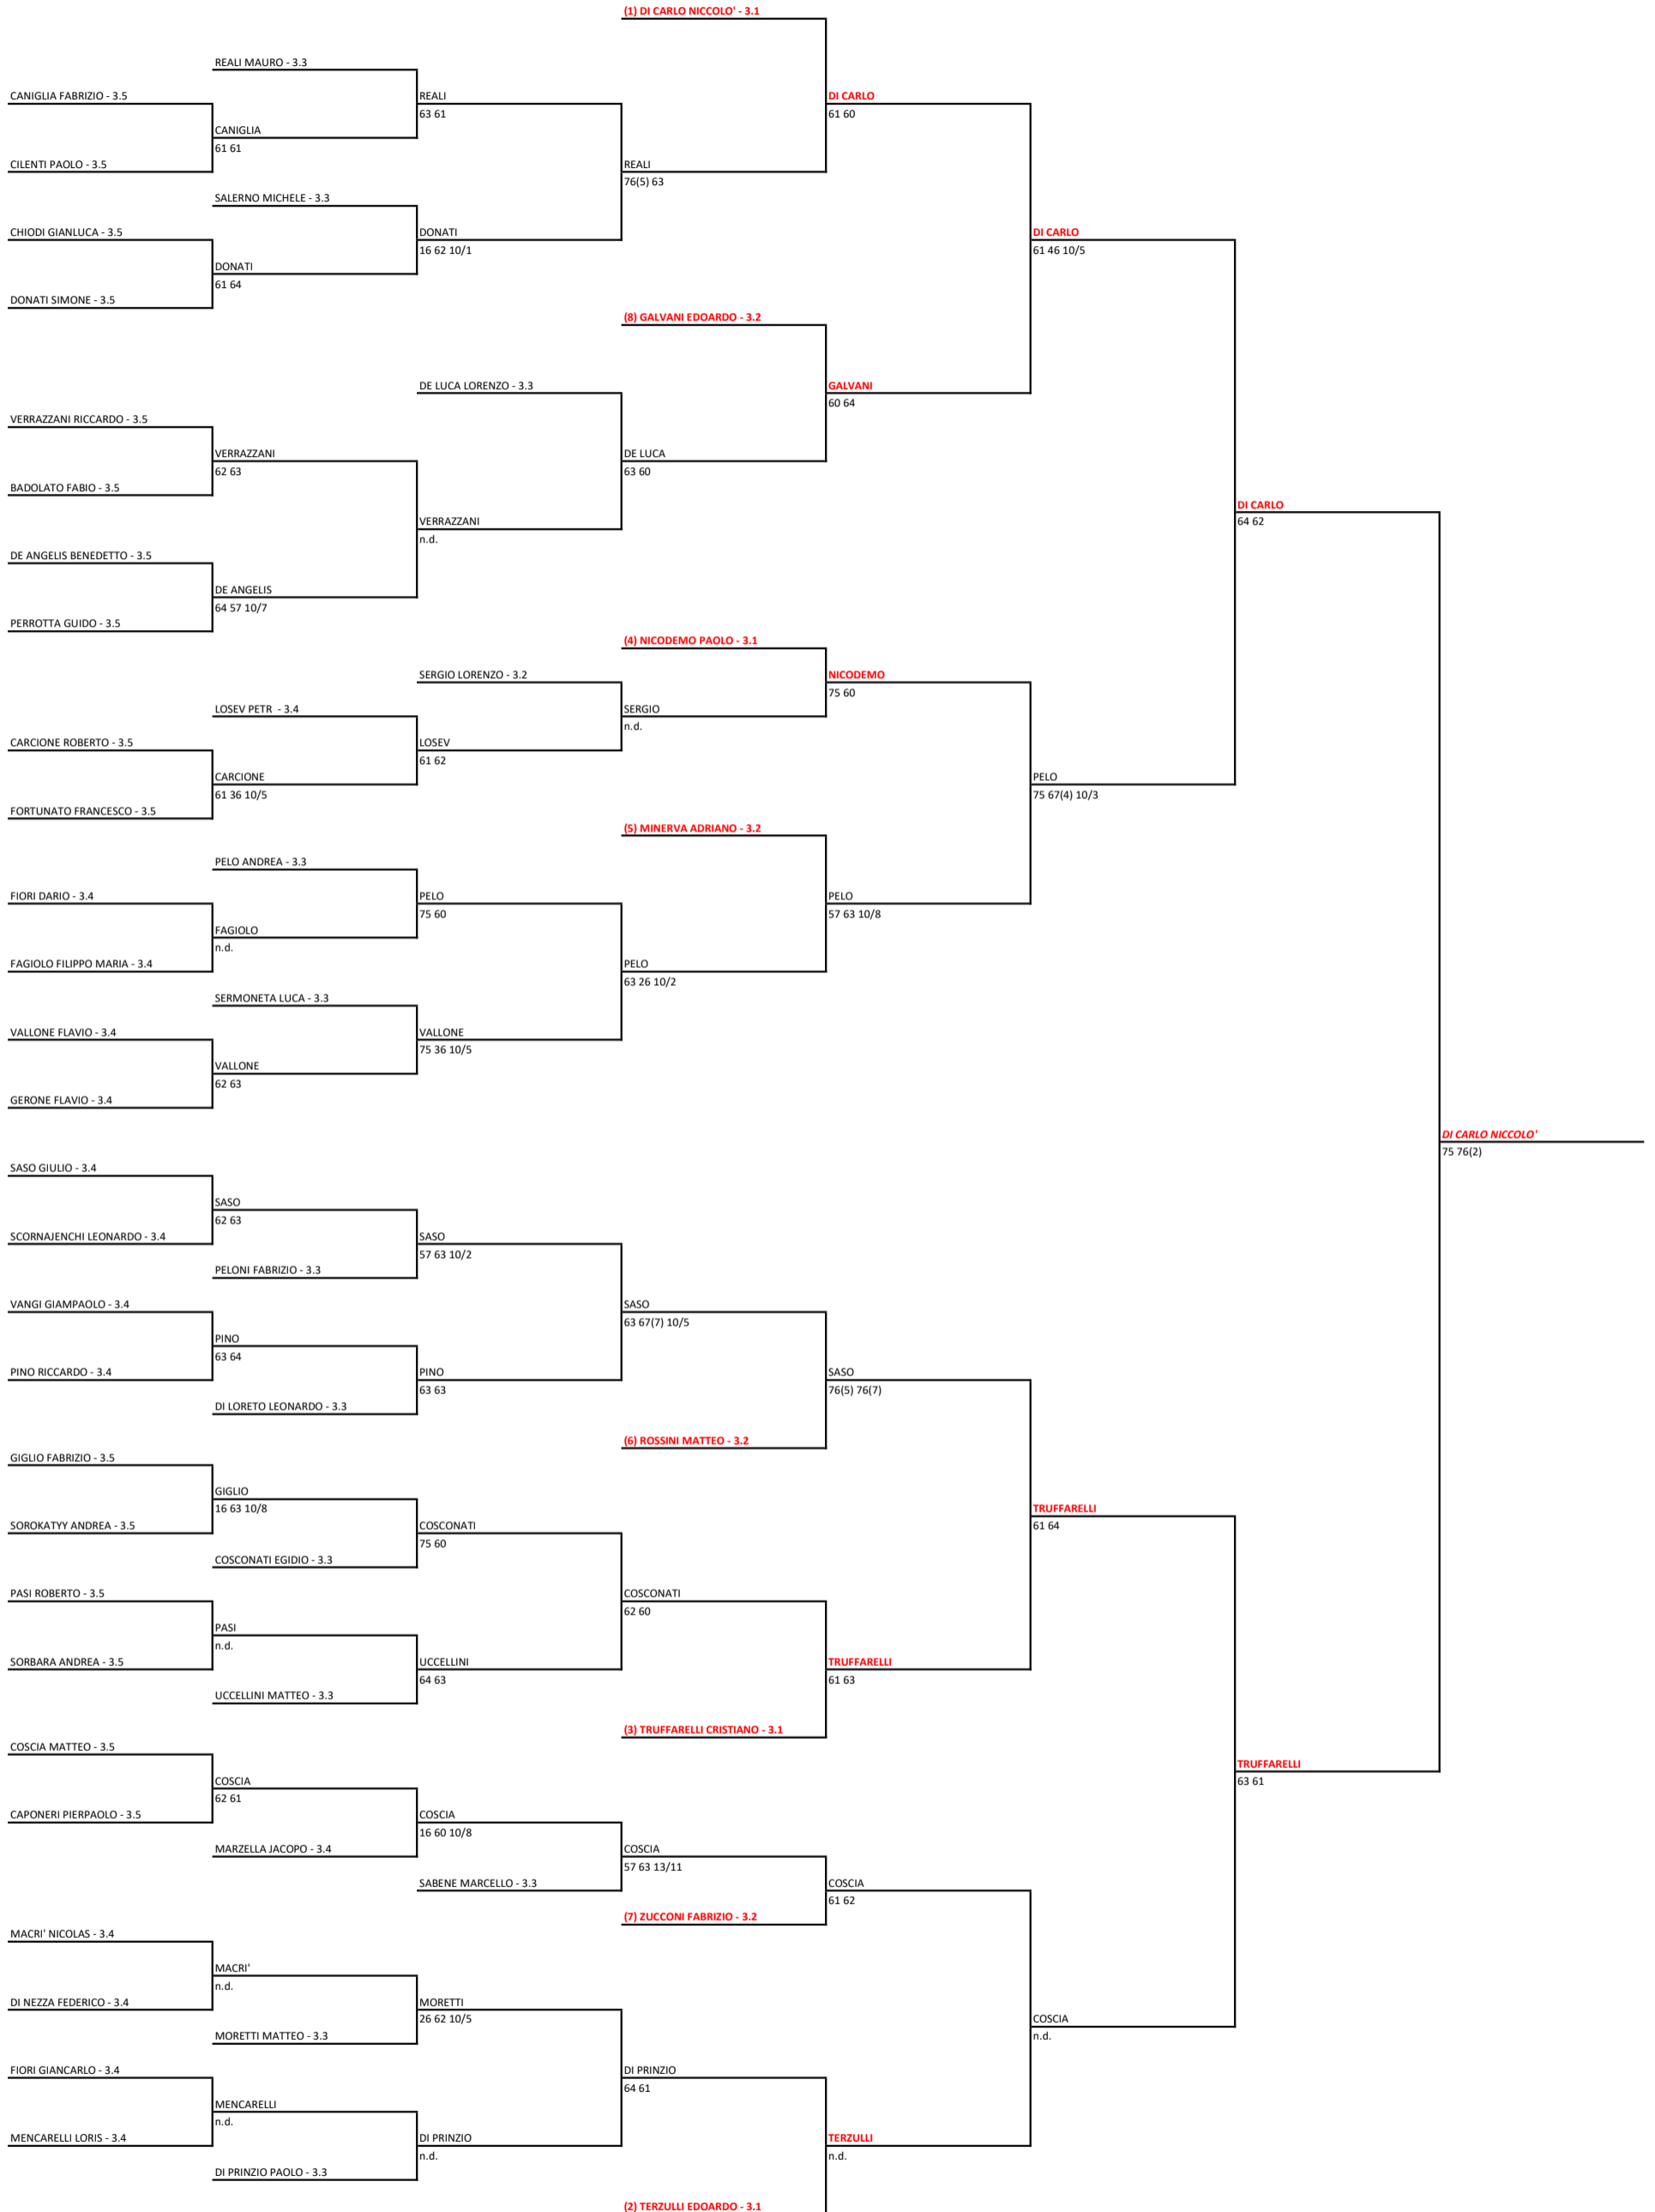 (1) DI CARLO NICCOLO' - 3.1
REALI MAURO - 3.3
CANIGLIA FABRIZIO - 3.5
REALI
DI CARLO
63 61
61 60
CANIGLIA
61 61
CILENTI PAOLO - 3.5
REALI
76(5) 63
SALERNO MICHELE - 3.3
CHIODI GIANLUCA - 3.5
DONATI
DI CARLO
16 62 10/1
61 46 10/5
DONATI
61 64
DONATI SIMONE - 3.5
(8) GALVANI EDOARDO - 3.2
DE LUCA LORENZO - 3.3
GALVANI
60 64
VERRAZZANI RICCARDO - 3.5
VERRAZZANI
DE LUCA
62 63
63 60
BADOLATO FABIO - 3.5
DI CARLO
64 62
VERRAZZANI
n.d.
DE ANGELIS BENEDETTO - 3.5
DE ANGELIS
64 57 10/7
PERROTTA GUIDO - 3.5
(4) NICODEMO PAOLO - 3.1
SERGIO LORENZO - 3.2
NICODEMO
75 60
LOSEV PETR  - 3.4
SERGIO
n.d.
CARCIONE ROBERTO - 3.5
LOSEV
61 62
CARCIONE
PELO
61 36 10/5
75 67(4) 10/3
FORTUNATO FRANCESCO - 3.5
(5) MINERVA ADRIANO - 3.2
PELO ANDREA - 3.3
FIORI DARIO - 3.4
PELO
PELO
75 60
57 63 10/8
FAGIOLO
n.d.
FAGIOLO FILIPPO MARIA - 3.4
PELO
63 26 10/2
SERMONETA LUCA - 3.3
VALLONE FLAVIO - 3.4
VALLONE
75 36 10/5
VALLONE
62 63
GERONE FLAVIO - 3.4
DI CARLO NICCOLO'
75 76(2)
SASO GIULIO - 3.4
SASO
62 63
SCORNAJENCHI LEONARDO - 3.4
SASO
57 63 10/2
PELONI FABRIZIO - 3.3
VANGI GIAMPAOLO - 3.4
SASO
63 67(7) 10/5
PINO
63 64
PINO RICCARDO - 3.4
PINO
SASO
63 63
76(5) 76(7)
DI LORETO LEONARDO - 3.3
(6) ROSSINI MATTEO - 3.2
GIGLIO FABRIZIO - 3.5
GIGLIO
16 63 10/8
TRUFFARELLI
61 64
SOROKATYY ANDREA - 3.5
COSCONATI
75 60
COSCONATI EGIDIO - 3.3
PASI ROBERTO - 3.5
COSCONATI
62 60
PASI
n.d.
SORBARA ANDREA - 3.5
UCCELLINI
TRUFFARELLI
64 63
61 63
UCCELLINI MATTEO - 3.3
(3) TRUFFARELLI CRISTIANO - 3.1
COSCIA MATTEO - 3.5
TRUFFARELLI
63 61
COSCIA
62 61
CAPONERI PIERPAOLO - 3.5
COSCIA
16 60 10/8
MARZELLA JACOPO - 3.4
COSCIA
57 63 13/11
SABENE MARCELLO - 3.3
COSCIA
61 62
(7) ZUCCONI FABRIZIO - 3.2
MACRI' NICOLAS - 3.4
MACRI'
n.d.
DI NEZZA FEDERICO - 3.4
MORETTI
26 62 10/5
COSCIA
n.d.
MORETTI MATTEO - 3.3
FIORI GIANCARLO - 3.4
DI PRINZIO
64 61
MENCARELLI
n.d.
MENCARELLI LORIS - 3.4
DI PRINZIO
TERZULLI
n.d.
n.d.
DI PRINZIO PAOLO - 3.3
(2) TERZULLI EDOARDO - 3.1